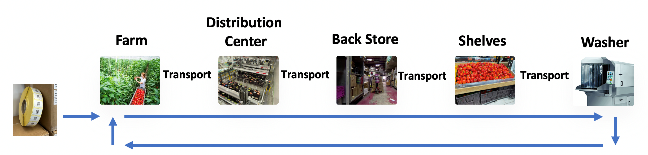 Farm
Distribution
Center
Back Store
Shelves
Washer
Transport
Transport
Transport
Transport